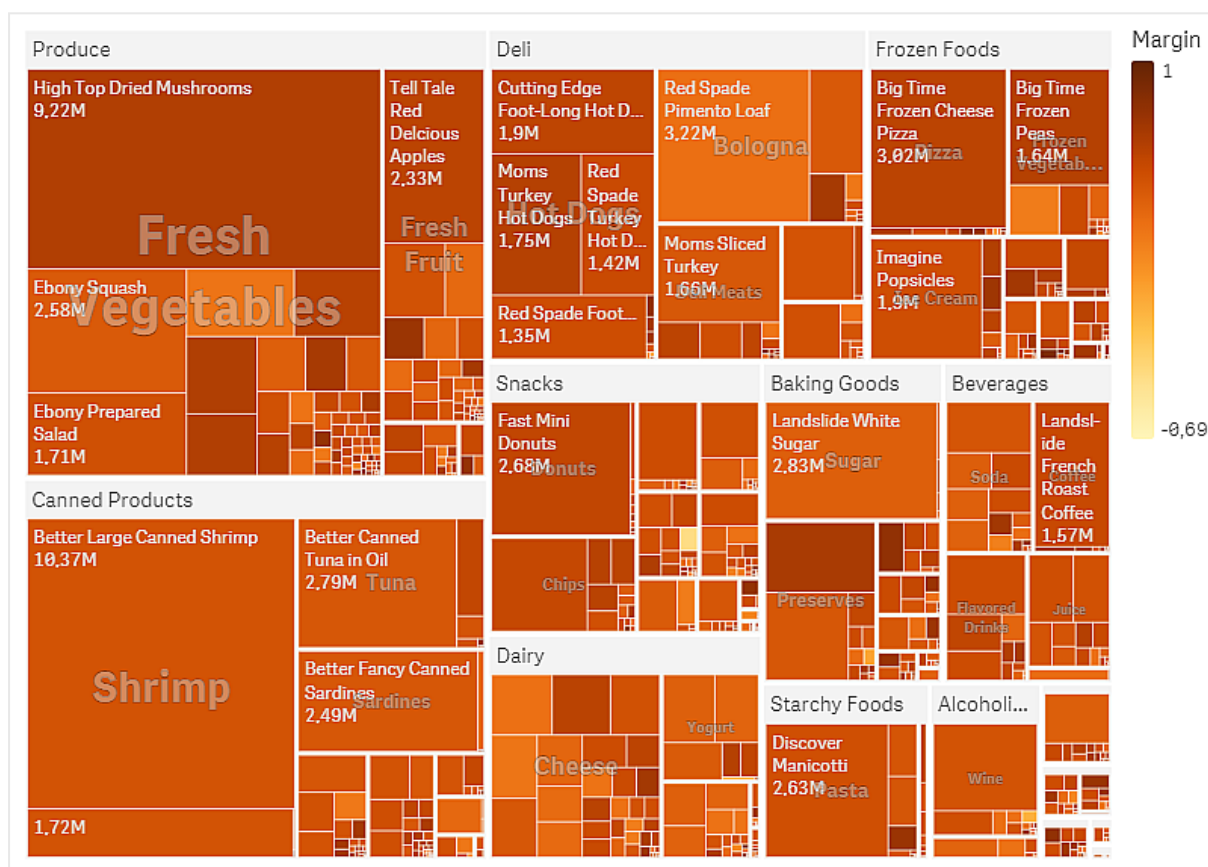 Produce
High Top Dried Mushrooms
9,22M
Fresh
Vegetables
Ebony Squash
2,58M
Ebony Prepared
Salad
1,71M
Tell Tale
Red
Delcious
Apples
2,33M
Fresh
Fruit
Deli
Cutting Edge
Foot-Long Hot D...
1,9M
Moms
Turkey
Hot Dogs
1,75M
Red
Spade
Turkey
Hot D...
1,42M
Hot Dogs
Red Spade Foot...
1,35M
Red Spade
Pimento Loaf
3,22M
Bologna
Moms Sliced
Turkey
1,66M
Deli Meats
Frozen Foods
Big Time
Frozen Cheese
Pizza
3,02M
Pizza
Big Time
Frozen
Peas
1,64M
Frozen
Vegetab...
Imagine
Popsicles
1,9M
Ice Cream
Margin
1
-0,69
Canned Products
Better Large Canned Shrimp
10,37M
Shrimp
1,72M
Better Canned
Tuna in Oil
2,79M
Tuna
Better Fancy Canned
Sardines
2,49M
Sardines
Snacks
Fast Mini
Donuts
2,68M
Donuts
Chips
Dairy
Cheese
Yogurt
Baking Goods
Landslide White
Sugar
2,83M
Sugar
Preserves
Beverages
Soda
Landsl-
ide
French
Roast
Coffee
1,57M
Coffee
Flavored
Drinks
Juice
Starchy Foods
Discover
Manicotti
2,63M
Pasta
Alcoholi...
Wine